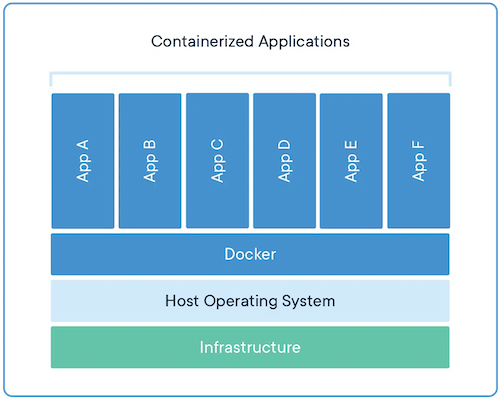 Containerized Applications
App A
App B
App C
App D
App E
App F
Docker
Host Operating System
Infrastructure